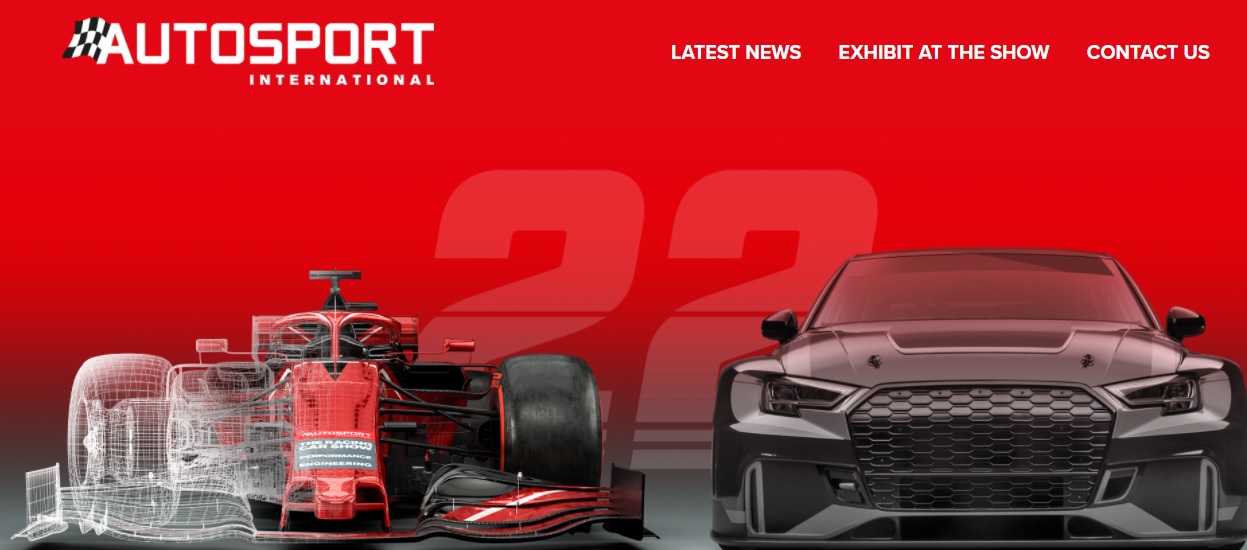 AUTOSPORT
INTERNATIONAL
LATEST NEWS
EXHIBIT AT THE SHOW
CONTACT US
22
AUTOSPORT
THE RACING
CAR SHOW
PERFORMANCE
ENGINEERING